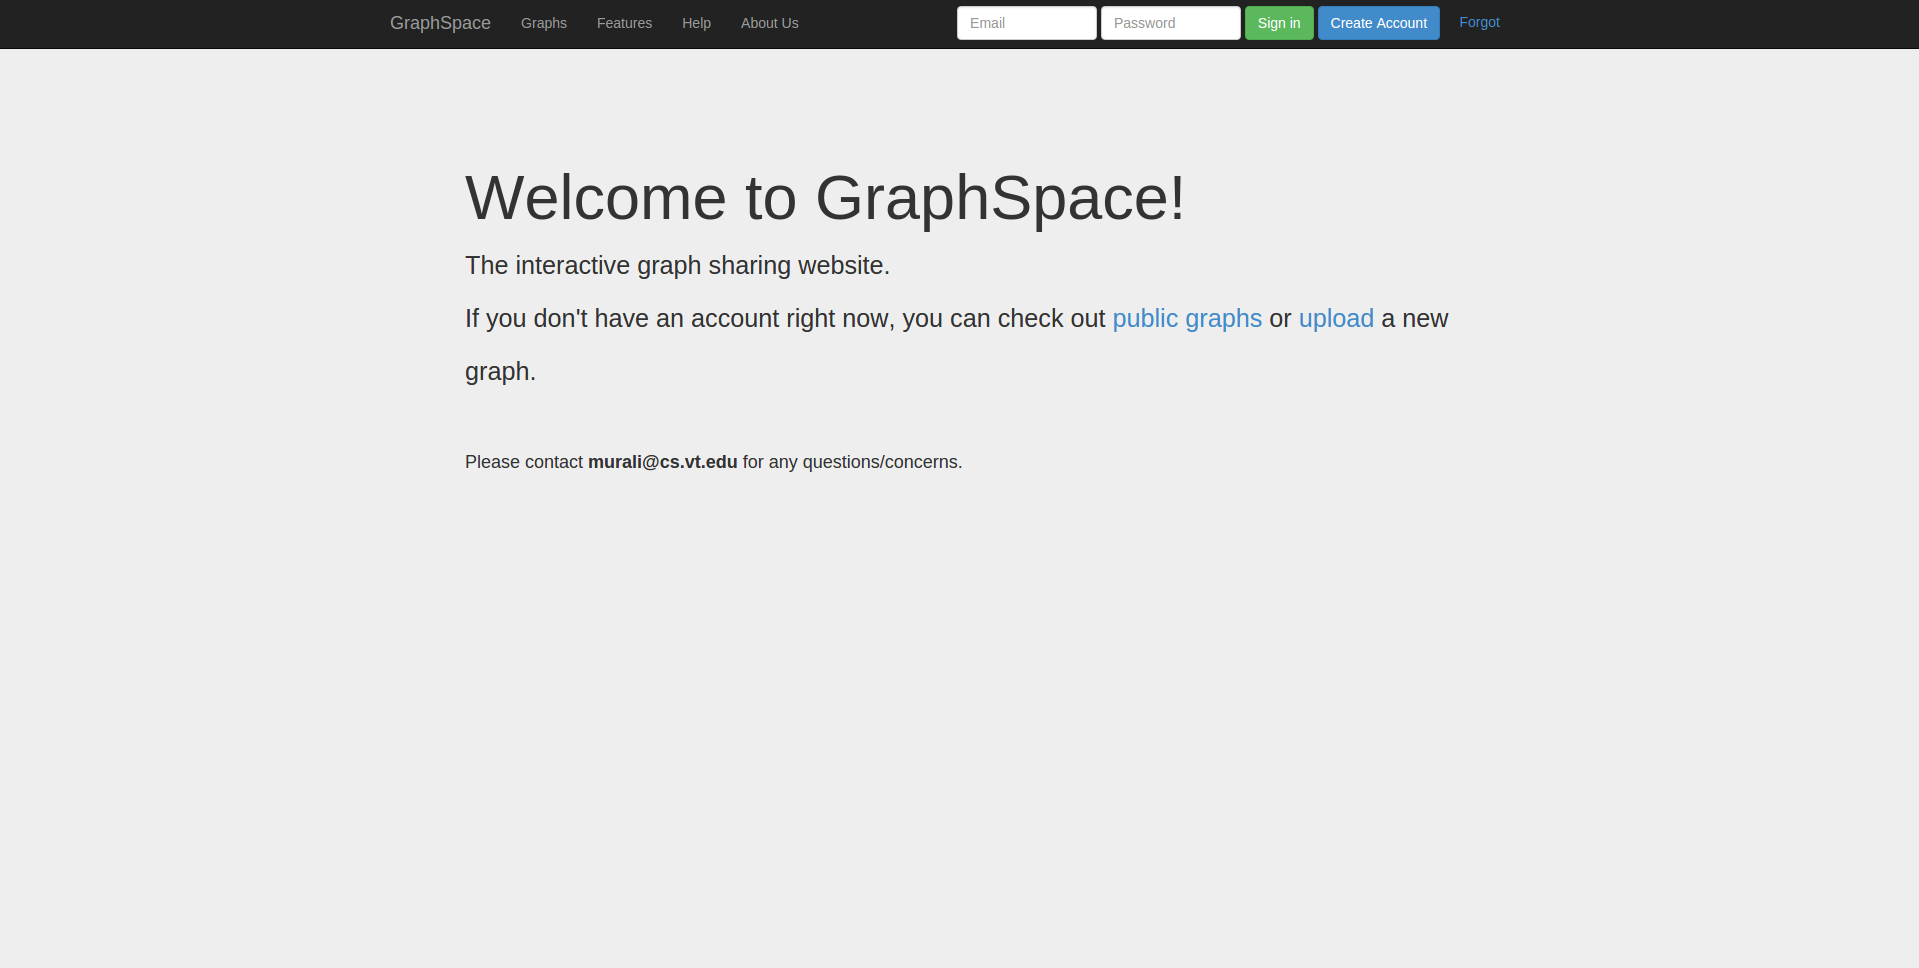 GraphSpace Graphs Features Help About Us Email Password Sign in Create Account Forgot
Welcome to GraphSpace!
The interactive graph sharing website.
If you don't have an account right now, you can check out public graphs or upload a new
graph.
Please contact murali@cs.vt.edu for any questions/concerns.